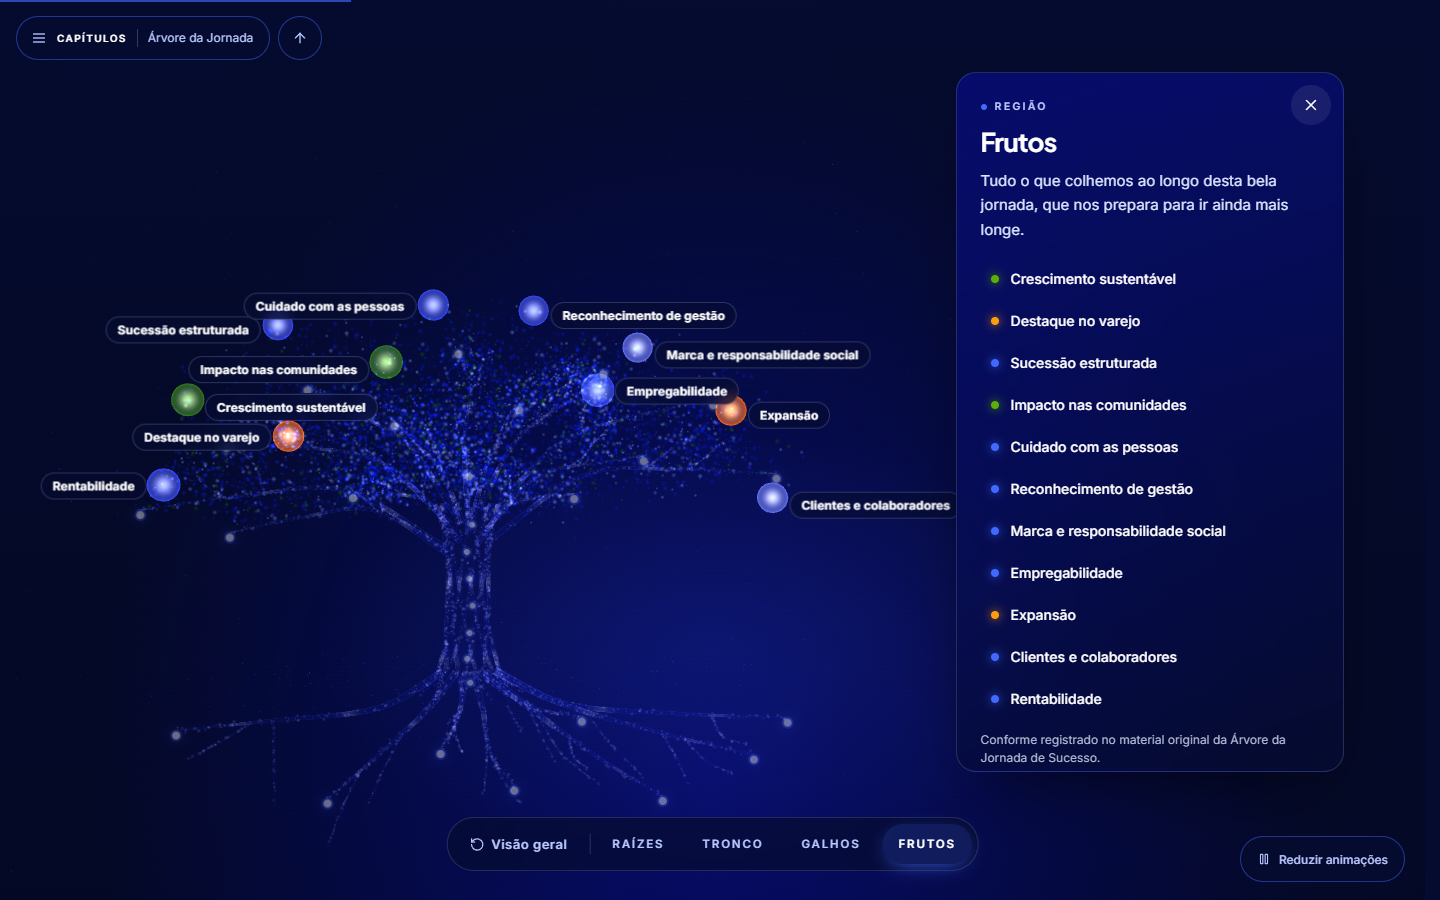 CAPÍTULOS
Árvore da Jornada
REGIÃO
Frutos
Tudo o que colhemos ao longo desta bela
jornada, que nos prepara para ir ainda mais
longe.
Crescimento sustentável
Destaque no varejo
Sucessão estruturada
Impacto nas comunidades
Cuidado com as pessoas
Reconhecimento de gestão
Marca e responsabilidade social
Empregabilidade
Expansão
Clientes e colaboradores
Rentabilidade
Conforme registrado no material original da Árvore da
Jornada de Sucesso.
Cuidado com as pessoas
Reconhecimento de gestão
Sucessão estruturada
Marca e responsabilidade social
Impacto nas comunidades
Empregabilidade
Crescimento sustentável
Expansão
Destaque no varejo
Rentabilidade
Clientes e colaboradores
Visão geral
RAÍZES
TRONCO
GALHOS
FRUTOS
Reduzir animações